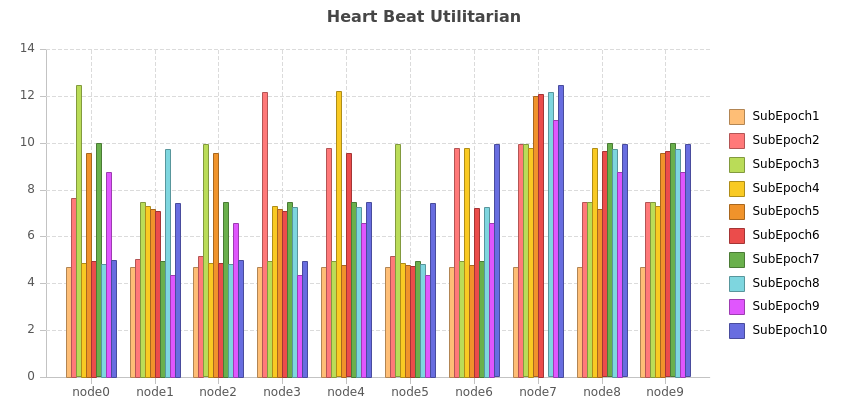 Heart Beat Utilitarian
14
12
10
8
6
4
2
0
node0 node1 node2 node3 node4 node5 node6 node7 node8 node9
SubEpoch1
SubEpoch2
SubEpoch3
SubEpoch4
SubEpoch5
SubEpoch6
SubEpoch7
SubEpoch8
SubEpoch9
SubEpoch10